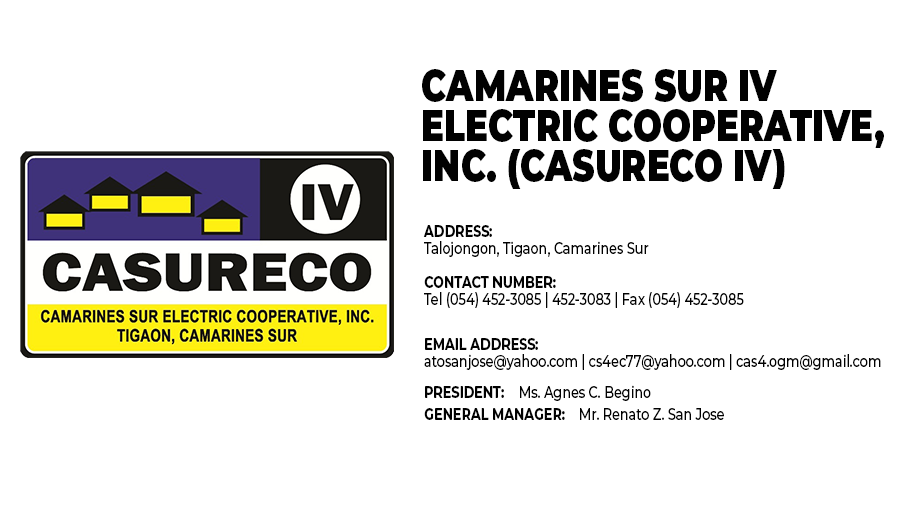 CAMARINES SUR IV
ELECTRIC COOPERATIVE,
INC. (CASURECO IV)
IV
CASURECO
CAMARINES SUR ELECTRIC COOPERATIVE, INC.
TIGAON, CAMARINES SUR
ADDRESS:
Talojongon, Tigaon, Camarines Sur
CONTACT NUMBER:
Tel (054) 452-3085 | 452-3083 | Fax (054) 452-3085
EMAIL ADDRESS:
atosanjose@yahoo.com | cs4ec77@yahoo.com | cas4.ogm@gmail.com
PRESIDENT: Ms. Agnes C. Begino
GENERAL MANAGER: Mr. Renato Z. San Jose